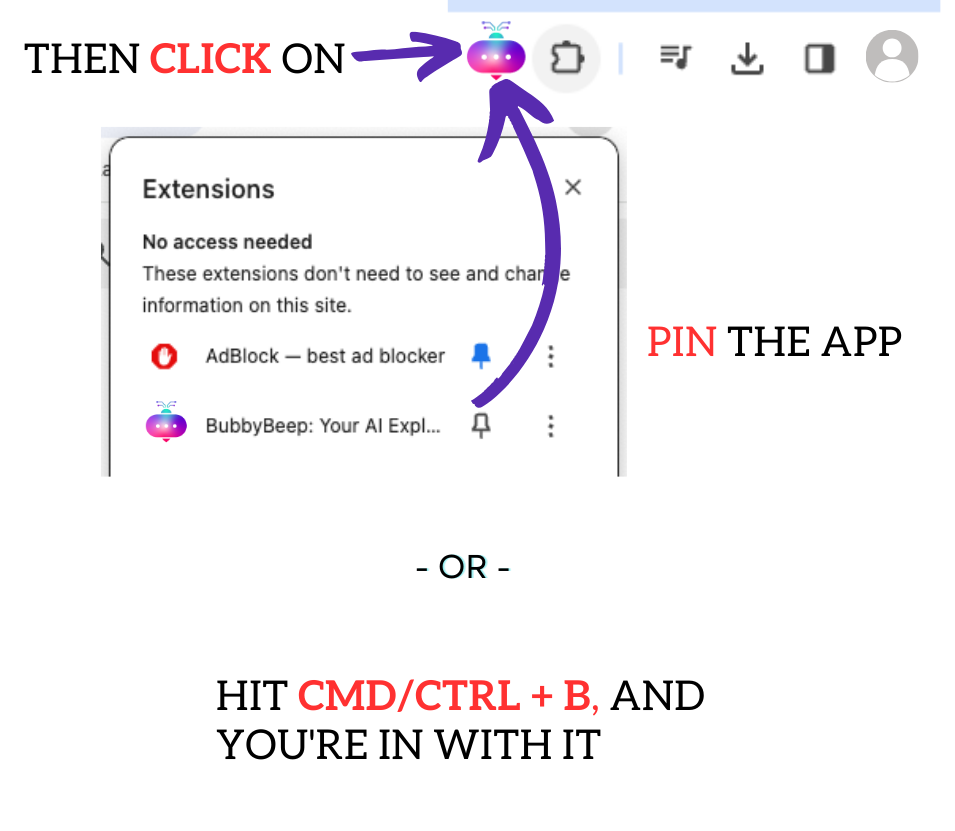 THEN CLICK ON
Extensions
No access needed
These extensions don't need to see and change
information on this site.
AdBlock — best ad blocker
PIN THE APP
BubbyBeep: Your AI Expl...
- OR -
HIT CMD/CTRL + B, AND
YOU'RE IN WITH IT